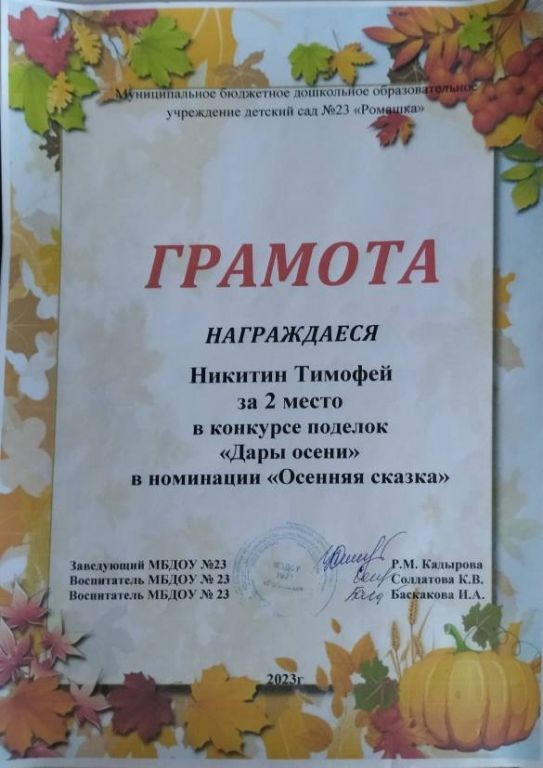 Муниципальное бюджетное дошкольное образовательное
учреждение детский сад №23 «Ромашка»
ГРАМОТА
НАГРАЖДАЕСЯ
Никитин Тимофей
за 2 место
в конкурсе поделок
«Дары осени»
в номинации «Осенняя сказка»
Заведующий МБДОУ №23 Р.М. Кадырова
Воспитатель МБДОУ № 23 Солдатова К.В.
Воспитатель МБДОУ № 23 Баскакова И.А.
2023г